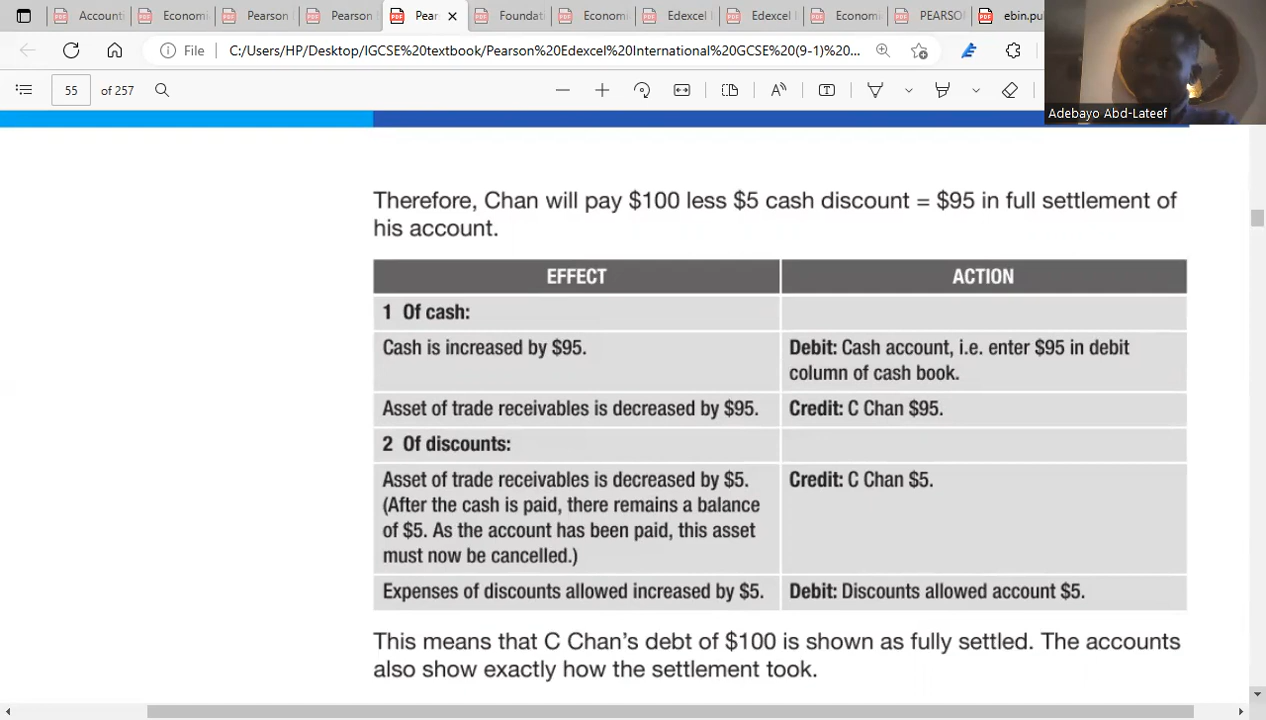 Accounti
Economi
Pearson
Pearson
Pear
Foundati
Economi
Edexcel
Edexcel
Economi
PEARSO
ebin.pu
File
C:/Users/HP/Desktop/IGCSE%20textbook/Pearson%20Edexcel%20International%20GCSE%20(9-1)%20...
55 of 257
Adebayo Abd-Lateef
Therefore, Chan will pay $100 less $5 cash discount = $95 in full settlement of
his account.
EFFECT ACTION
1 Of cash:
Cash is increased by $95.
Debit: Cash account, i.e. enter $95 in debit
column of cash book.
Asset of trade receivables is decreased by $95.
Credit: C Chan $95.
2 Of discounts:
Asset of trade receivables is decreased by $5.
(After the cash is paid, there remains a balance
of $5. As the account has been paid, this asset
must now be cancelled.)
Credit: C Chan $5.
Expenses of discounts allowed increased by $5.
Debit: Discounts allowed account $5.
This means that C Chan's debt of $100 is shown as fully settled. The accounts
also show exactly how the settlement took.